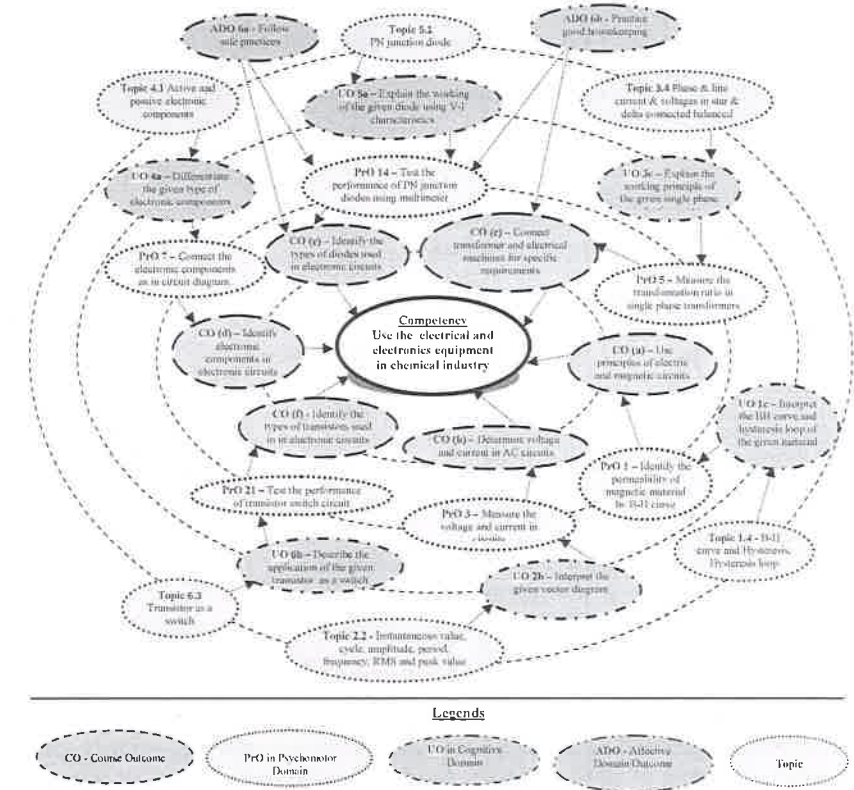 ADO 6a - Follow
safe practices
Topic 5.1
PN junction diode
ADO 6b - Practice
good housekeeping
Topic 4.1 Active and
passive electronic
components
UO 5a – Explain the working
of the given diode using V-I
characteristics
Topic 3.4 Phase & line
current & voltages in star &
delta connected balanced
UO 4a – Differentiate
the given type of
electronic components
PrO 14 – Test the
performance of PN junction
diodes using multimeter
UO 3c – Explain the
working principle of
the given single phase
PrO 7 – Connect the
electronic components
as in circuit diagram.
CO (e) – Identify the
types of diodes used
in electronic circuits
CO (c) – Connect
transformer and electrical
machines for specific
requirements
PrO 5 – Measure the
transformation ratio in
single phase transformers
Competency
Use the electrical and
electronics equipment
in chemical industry
CO (d) – Identify
electronic
components in
electronic circuits
CO (a) – Use
principles of electric
and magnetic circuits
CO (f) - Identify the
types of transistors used
in in electronic circuits
CO (b) – Determine voltage
and current in AC circuits
UO 1c – Interpret
the BH curve and
hysteresis loop of
the given material
PrO 21 – Test the performance
of transistor switch circuit
PrO 1 – Identify the
permeability of
magnetic material
by B-H curve
PrO 3 – Measure the
voltage and current in
circuits
Topic 1.4 - B-H
curve and Hysteresis,
Hysteresis loop
UO 6b – Describe the
application of the given
transistor as a switch
UO 2b – Interpret the
given vector diagram
Topic 6.3
Transistor as a
switch
Topic 2.2 - Instantaneous value,
cycle, amplitude, period,
frequency, RMS and peak value
Legends
CO - Course Outcome
PrO in Psychomotor
Domain
UO in Cognitive
Domain
ADO - Affective
Domain Outcome
Topic